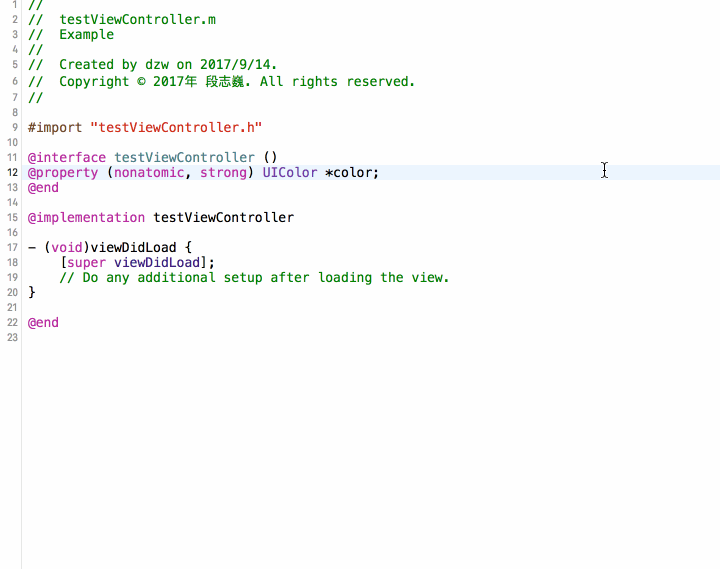 1 //
2 //  testViewController.m
3 //  Example
4 //
5 //  Created by dzw on 2017/9/14.
6 //  Copyright © 2017年 段志巍. All rights reserved.
7 //
8
9 #import "testViewController.h"
10
11 @interface testViewController ()
12 @property (nonatomic, strong) UIColor *color;
13 @end
14
15 @implementation testViewController
16
17 - (void)viewDidLoad {
18     [super viewDidLoad];
19     // Do any additional setup after loading the view.
20 }
21
22 @end
23